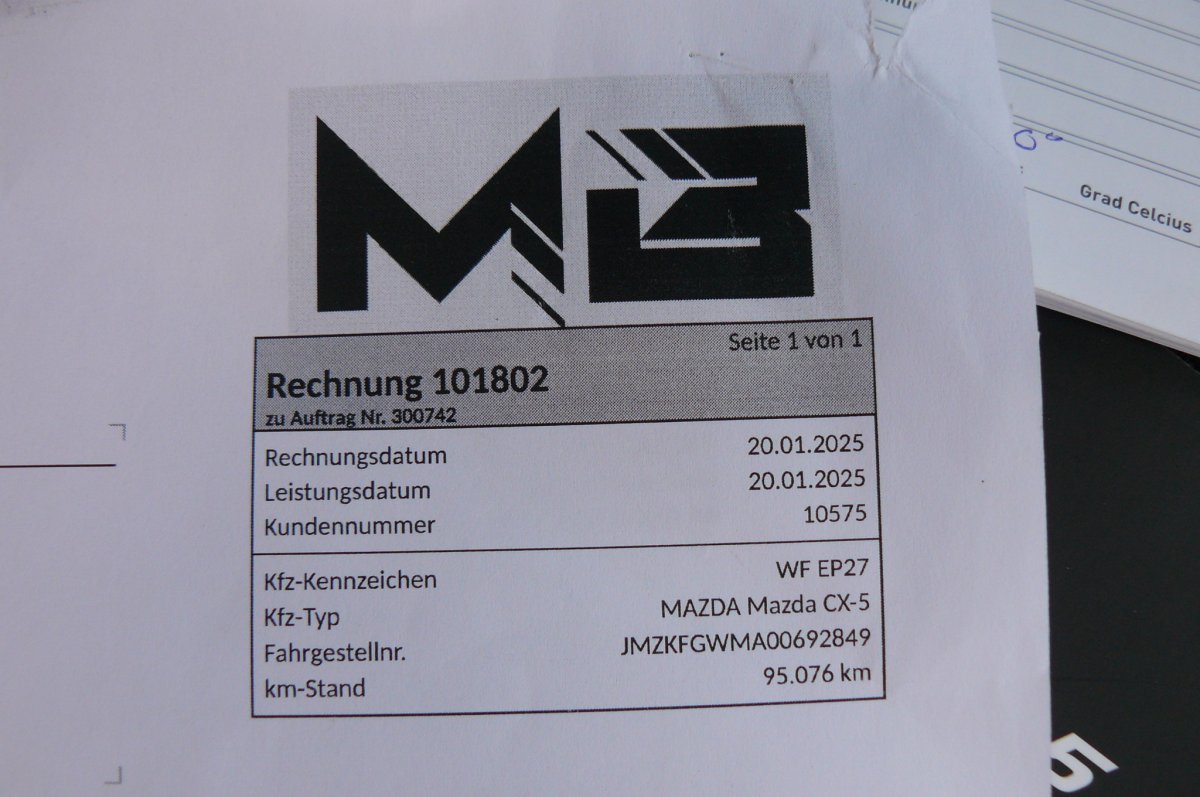 MB
Seite 1 von 1
Rechnung 101802
zu Auftrag Nr. 300742
Rechnungsdatum 20.01.2025
Leistungsdatum 20.01.2025
Kundennummer 10575
Kfz-Kennzeichen WF EP27
Kfz-Typ MAZDA Mazda CX-5
Fahrgestellnr. JMZKFGWMA00692849
km-Stand 95.076 km
Grad Celcius
5